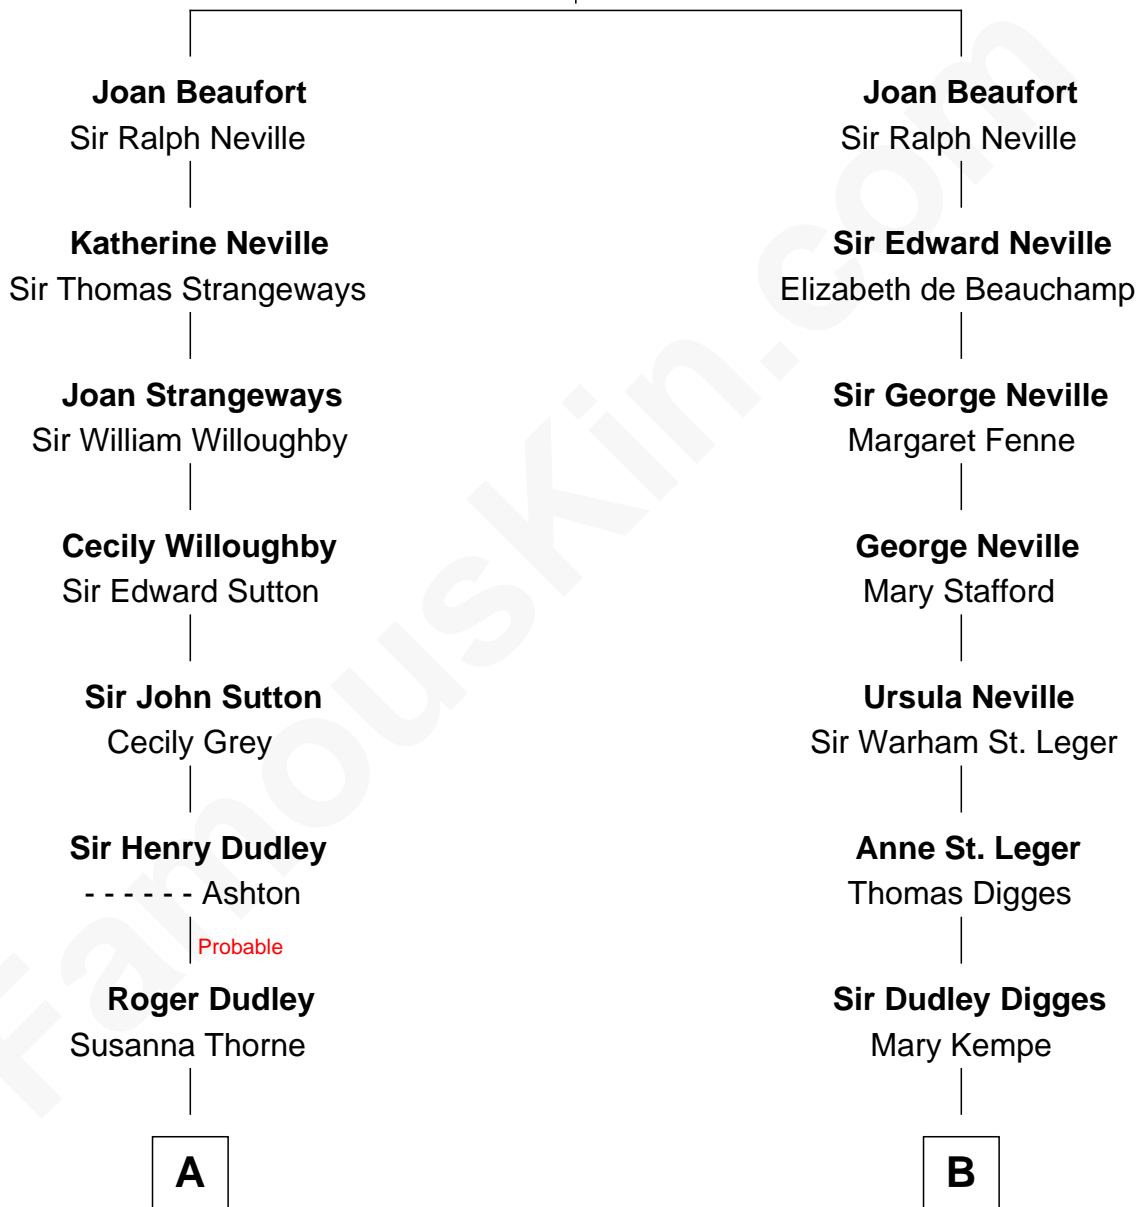 Joan Beaufort
Sir Ralph Neville
Katherine Neville
Sir Thomas Strangeways
Joan Strangeways
Sir William Willoughby
Cecily Willoughby
Sir Edward Sutton
Sir John Sutton
Cecily Grey
Sir Henry Dudley
- - - - - - Ashton
Probable
Roger Dudley
Susanna Thorne
A
Joan Beaufort
Sir Ralph Neville
Sir Edward Neville
Elizabeth de Beauchamp
Sir George Neville
Margaret Fenne
George Neville
Mary Stafford
Ursula Neville
Sir Warham St. Leger
Anne St. Leger
Thomas Digges
Sir Dudley Digges
Mary Kempe
B
FamousKin.com